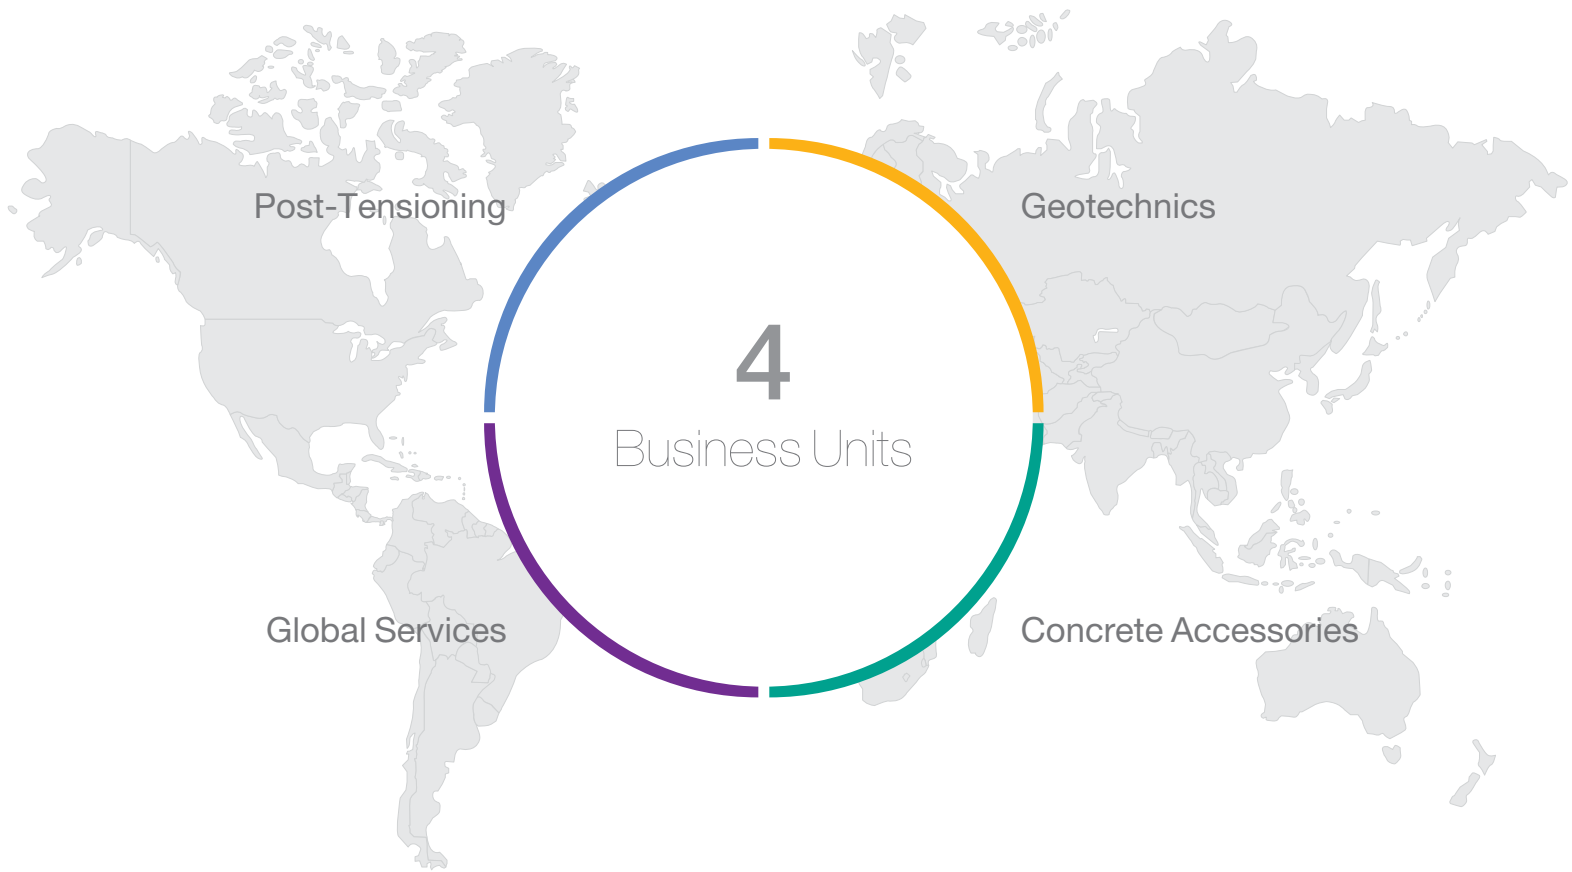 Post-Tensioning
Geotechnics
4
Business Units
Global Services
Concrete Accessories